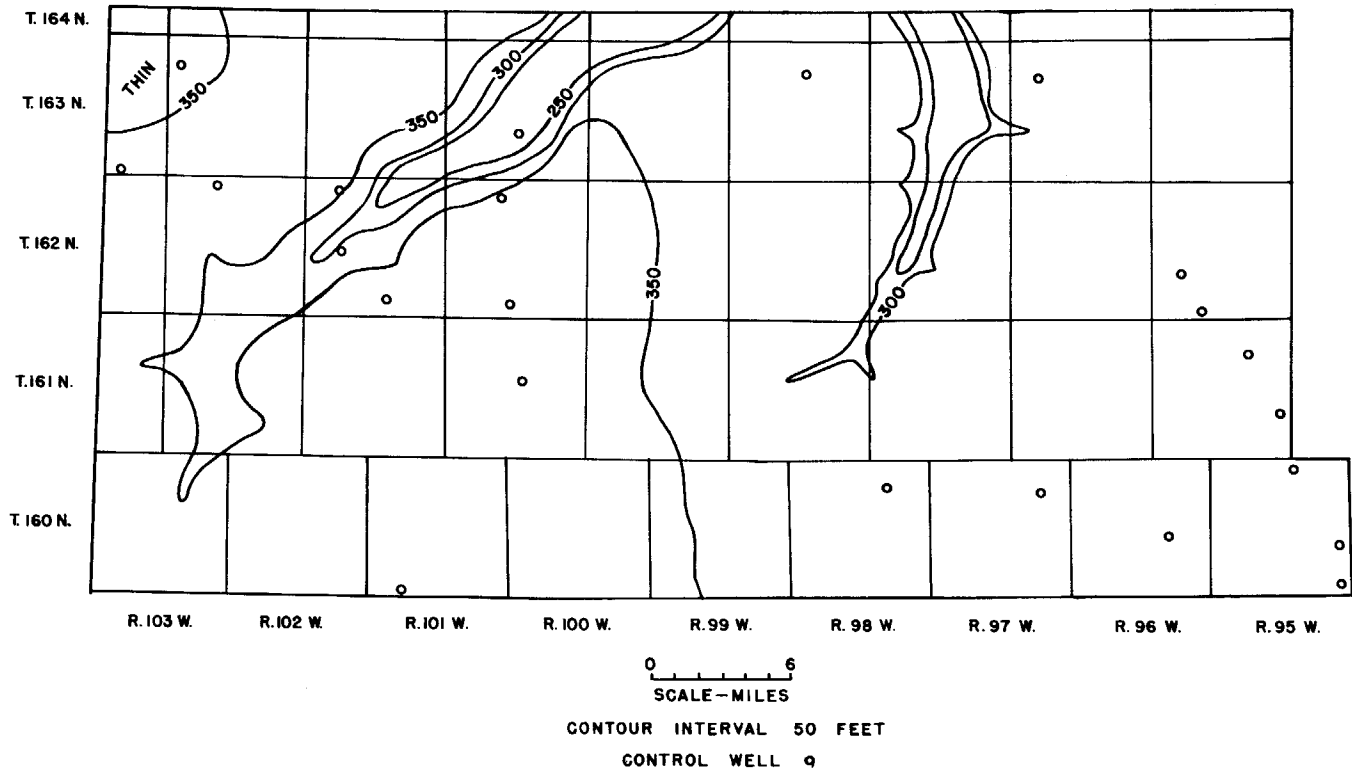 T. 164 N.
THIN
350
350
300
250
T. 163 N.
T. 162 N.
350
300
T. 161 N.
T. 160 N.
R. 103 W. R. 102 W. R. 101 W. R. 100 W. R. 99 W. R. 98 W. R. 97 W. R. 96 W. R. 95 W.
0 6
SCALE—MILES
CONTOUR INTERVAL 50 FEET
CONTROL WELL